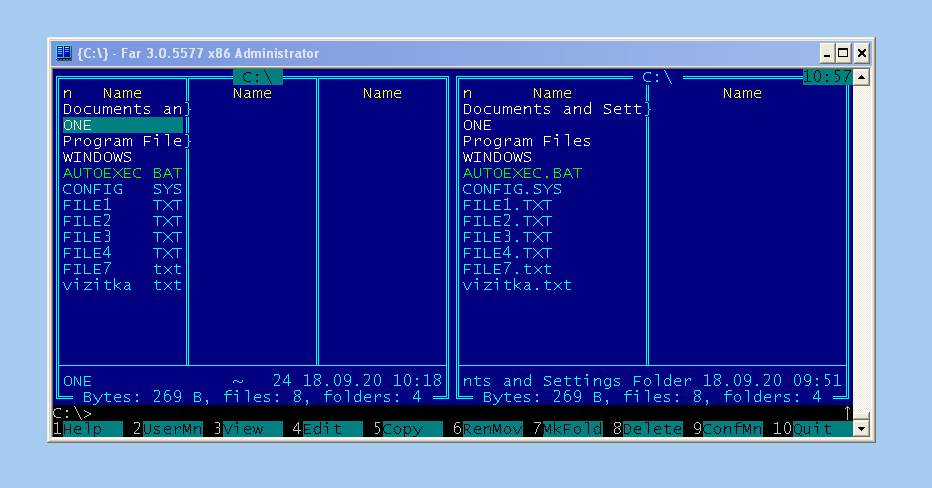 {C:\} - Far 3.0.5577 x86 Administrator
C:\ C:\ 10:57
n Name Name Name n Name Name
Documents an} Documents and Sett}
ONE ONE
Program File} Program Files
WINDOWS WINDOWS
AUTOEXEC BAT AUTOEXEC.BAT
CONFIG SYS CONFIG.SYS
FILE1 TXT FILE1.TXT
FILE2 TXT FILE2.TXT
FILE3 TXT FILE3.TXT
FILE4 TXT FILE4.TXT
FILE7 txt FILE7.txt
vizitka txt vizitka.txt
ONE ~ 24 18.09.20 10:18 nts and Settings Folder 18.09.20 09:51
Bytes: 269 B, files: 8, folders: 4 Bytes: 269 B, files: 8, folders: 4
C:\> ↑
1Help 2UserMn 3View 4Edit 5Copy 6RenMov 7MkFold 8Delete 9ConfMn 10Quit